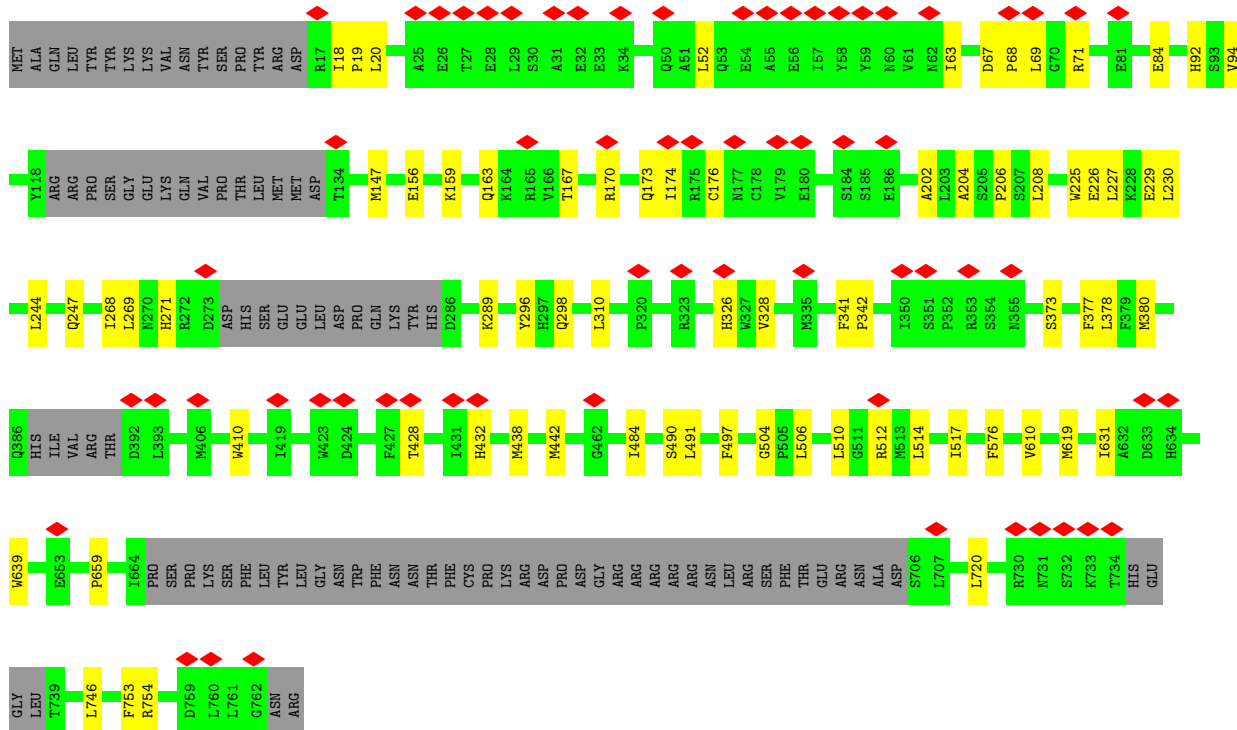 MET ALA GLN LEU TYR TYR LYS LYS VAL ASN TYR SER PRO TYR ARG ASP R17 I18 P19 L20 A25 E26 T27 E28 L29 S30 A31 E32 E33 K34 Q50 A51 L52 Q53 E54 A55 E56 I57 Y58 Y59 N60 V61 N62 I63 D67 P68 L69 G70 R71 E81 E84 H92 S93 V94
Y118 ARG ARG PRO SER GLY GLU LYS GLN VAL PRO THR LEU MET MET ASP T134 M147 E156 K159 Q163 K164 R165 V166 T167 R170 Q173 I174 R175 C176 N177 C178 V179 E180 S184 S185 E186 A202 L203 A204 S205 P206 S207 L208 W225 E226 L227 K228 E229 L230
L244 Q247 I268 L269 N270 H271 R272 D273 ASP HIS SER GLU GLU LEU ASP PRO GLN LYS TYR HIS D286 K289 Y296 H297 Q298 L310 P320 R323 H326 W327 V328 M335 F341 P342 I350 S351 P352 R353 S354 N355 S373 F377 L378 F379 M380
Q386 HIS ILE VAL ARG THR D392 L393 M406 W410 I419 W423 D424 F427 T428 I431 H432 M438 M442 G462 I484 S490 L491 F497 G504 P505 L506 L510 G511 R512 M513 L514 I517 F576 V610 M619 I631 A632 D633 H634
W639 E653 P659 I664 PRO SER PRO LYS SER PHE LEU TYR LEU GLY ASN TRP PHE ASN ASN THR PHE CYS PRO LYS ARG ASP PRO ASP GLY ARG ARG ARG ARG ARG ASN LEU ARG SER PHE THR GLU ARG ASN ALA ASP S706 L707 L720 R730 N731 S732 K733 T734 HIS GLU
GLY LEU T739 L746 F753 R754 D759 L760 L761 G762 ASN ARG